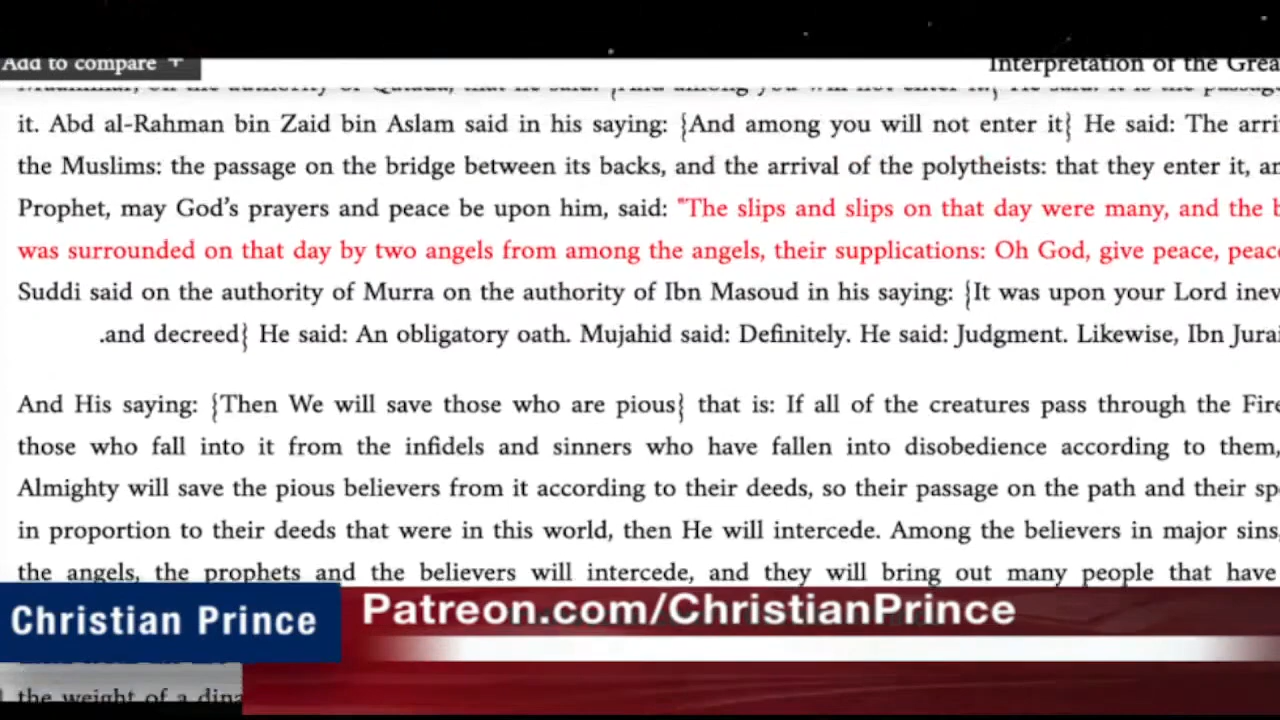 Add to compare +
Interpretation of the Grea
it. Abd al-Rahman bin Zaid bin Aslam said in his saying: {And among you will not enter it} He said: The arri
the Muslims: the passage on the bridge between its backs, and the arrival of the polytheists: that they enter it, an
Prophet, may God's prayers and peace be upon him, said: "The slips and slips on that day were many, and the b
was surrounded on that day by two angels from among the angels, their supplications: Oh God, give peace, peace
Suddi said on the authority of Murra on the authority of Ibn Masoud in his saying: {It was upon your Lord inev
.and decreed} He said: An obligatory oath. Mujahid said: Definitely. He said: Judgment. Likewise, Ibn Jurai
And His saying: {Then We will save those who are pious} that is: If all of the creatures pass through the Fire
those who fall into it from the infidels and sinners who have fallen into disobedience according to them,
Almighty will save the pious believers from it according to their deeds, so their passage on the path and their sp
in proportion to their deeds that were in this world, then He will intercede. Among the believers in major sins,
the angels, the prophets and the believers will intercede, and they will bring out many people that have
Christian Prince
Patreon.com/ChristianPrince
the weight of a dina